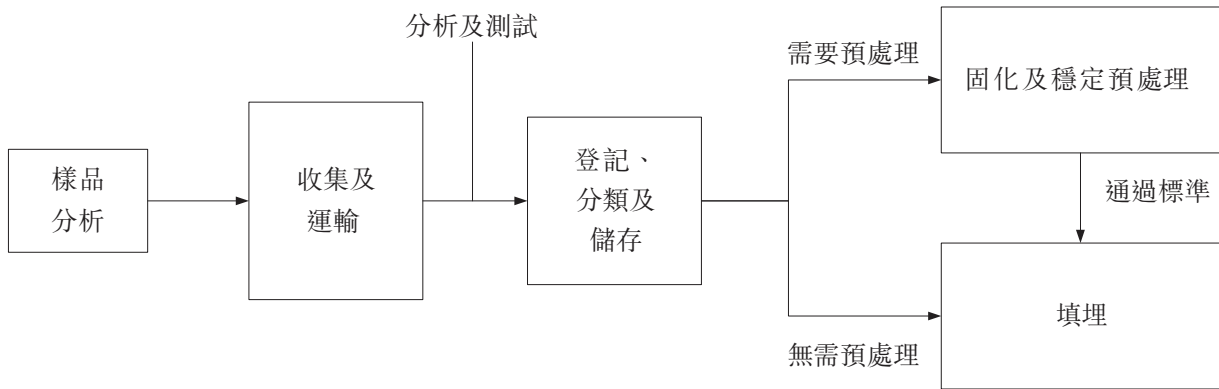 樣品
分析
收集及
運輸
分析及測試
登記、
分類及
儲存
需要預處理
固化及穩定預處理
通過標準
無需預處理
填埋